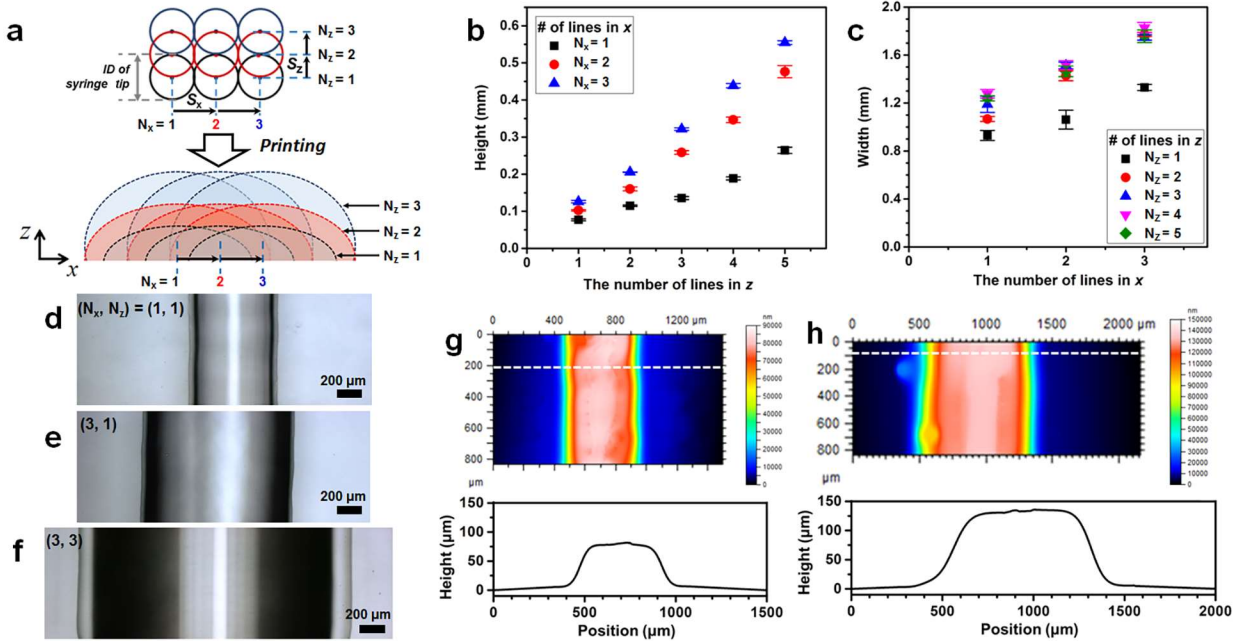 a
N_Z = 3
N_Z = 2
N_Z = 1
S_Z
ID of
syringe tip
S_X
N_X = 1 2 3
Printing
N_Z = 3
N_Z = 2
N_Z = 1
z
x
N_X = 1 2 3
b
# of lines in x
N_X = 1
N_X = 2
N_X = 3
Height (mm)
0.6
0.5
0.4
0.3
0.2
0.1
0.0
1 2 3 4 5
The number of lines in z
c
Width (mm)
2.0
1.6
1.2
0.8
0.4
0.0
# of lines in z
N_Z = 1
N_Z = 2
N_Z = 3
N_Z = 4
N_Z = 5
1 2 3
The number of lines in x
d
(N_X, N_Z) = (1, 1)
200 µm
e
(3, 1)
200 µm
f
(3, 3)
200 µm
g
0 400 800 1200 µm
0
200
400
600
800
µm
nm
90000
80000
70000
60000
50000
40000
30000
20000
10000
0
Height (µm)
150
100
50
0
0 500 1000 1500
Position (µm)
h
0 500 1000 1500 2000 µm
0
200
400
600
800
µm
nm
150000
140000
130000
120000
110000
100000
90000
80000
70000
60000
50000
40000
30000
20000
10000
0
Height (µm)
150
100
50
0
0 500 1000 1500 2000
Position (µm)